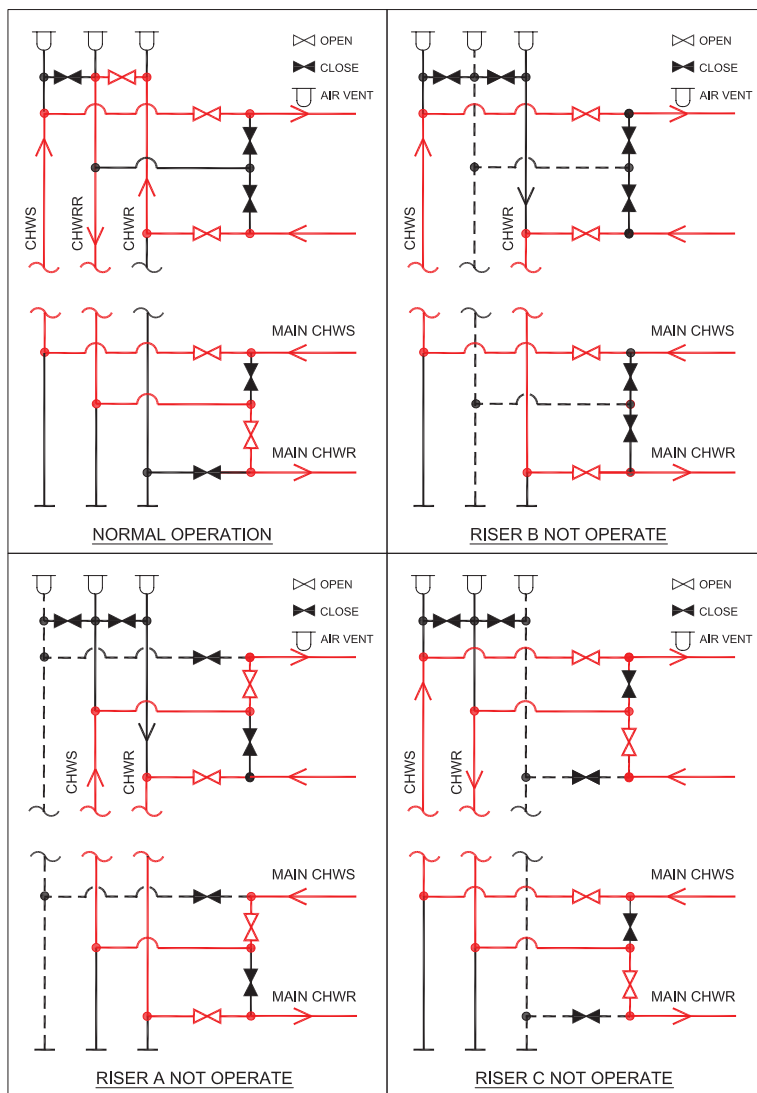 OPEN
CLOSE
AIR VENT
CHWS
CHWRR
CHWR
MAIN CHWS
MAIN CHWR
NORMAL OPERATION
OPEN
CLOSE
AIR VENT
CHWS
CHWR
MAIN CHWS
MAIN CHWR
RISER B NOT OPERATE
OPEN
CLOSE
AIR VENT
CHWS
CHWR
MAIN CHWS
MAIN CHWR
RISER A NOT OPERATE
OPEN
CLOSE
AIR VENT
CHWS
CHWR
MAIN CHWS
MAIN CHWR
RISER C NOT OPERATE